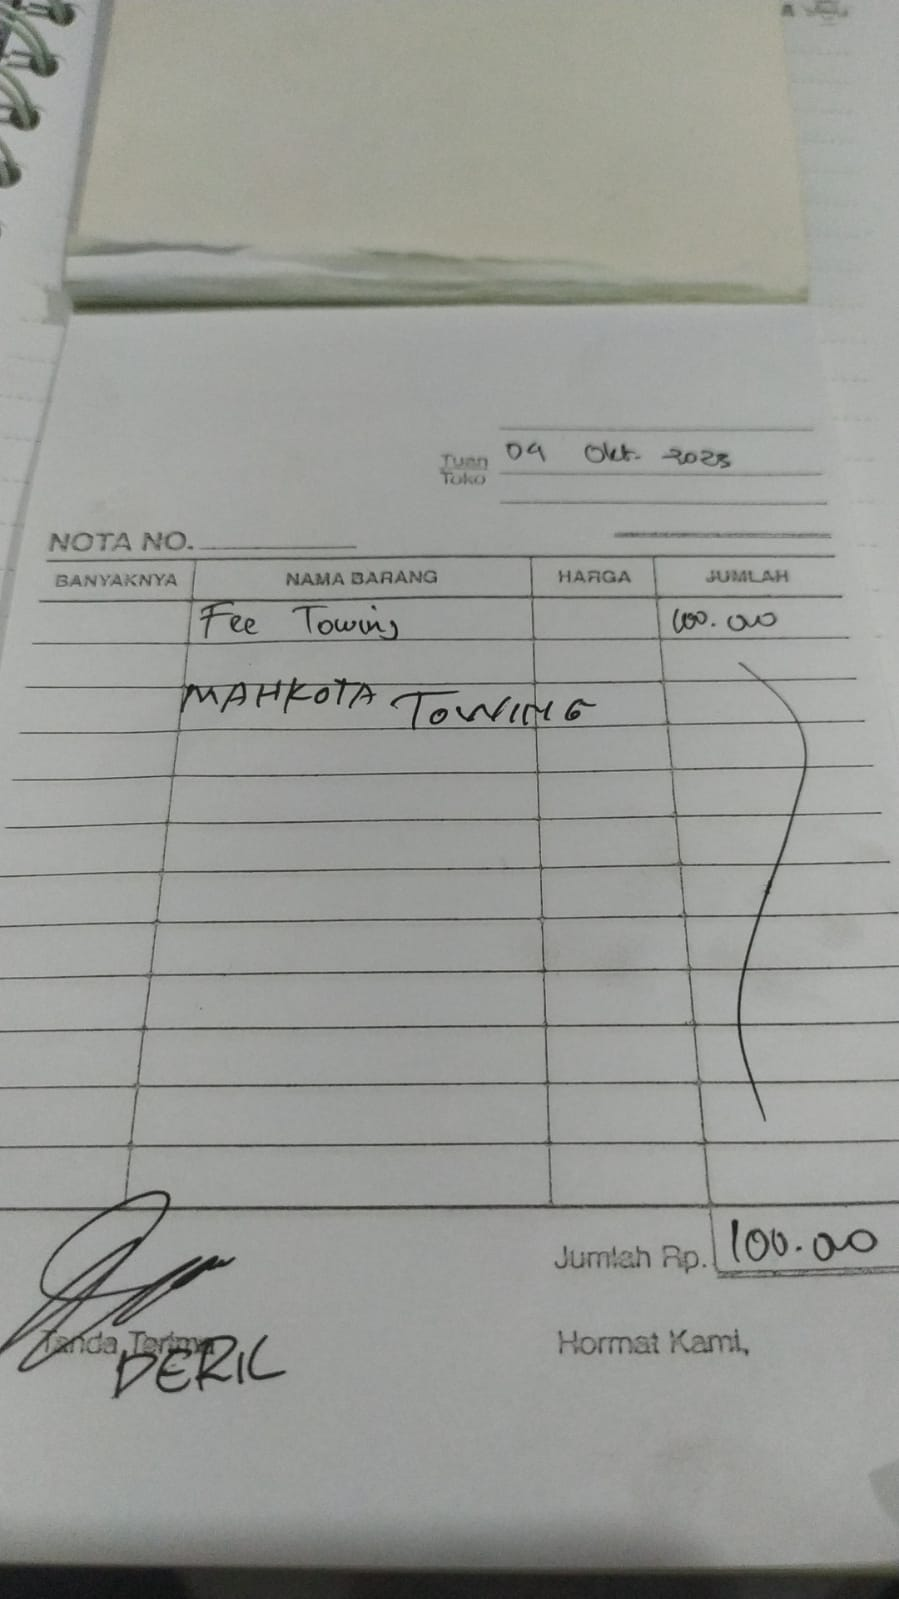 04 Okt. 2023
Tuan
Toko
NOTA NO.
BANYAKNYA NAMA BARANG HARGA JUMLAH
Fee Towing 100.000
MAHKOTA TOWING
Jumlah Rp. 100.000
Tanda Terima
DERIL
Hormat Kami,